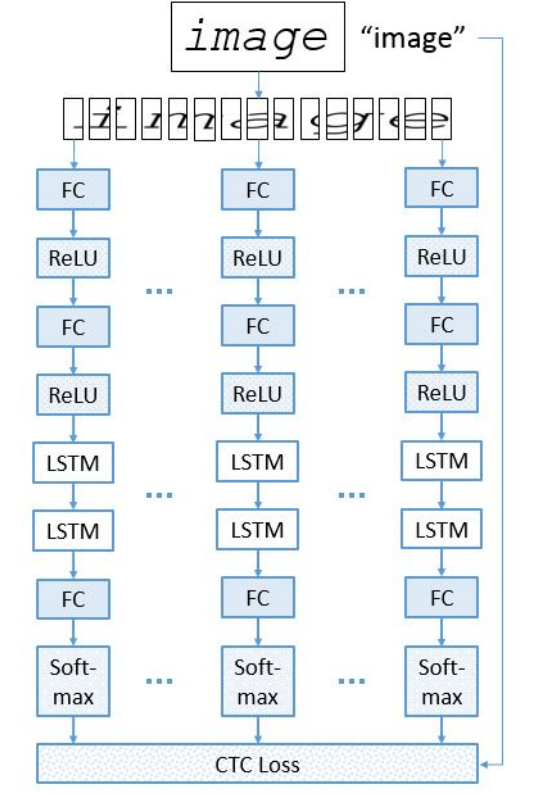 image “image”
FC FC FC
ReLU ReLU ReLU
... ...
FC FC FC
ReLU ReLU ReLU
LSTM LSTM LSTM
... ...
LSTM LSTM LSTM
FC FC FC
Soft- Soft- Soft-
... ...
max max max
CTC Loss